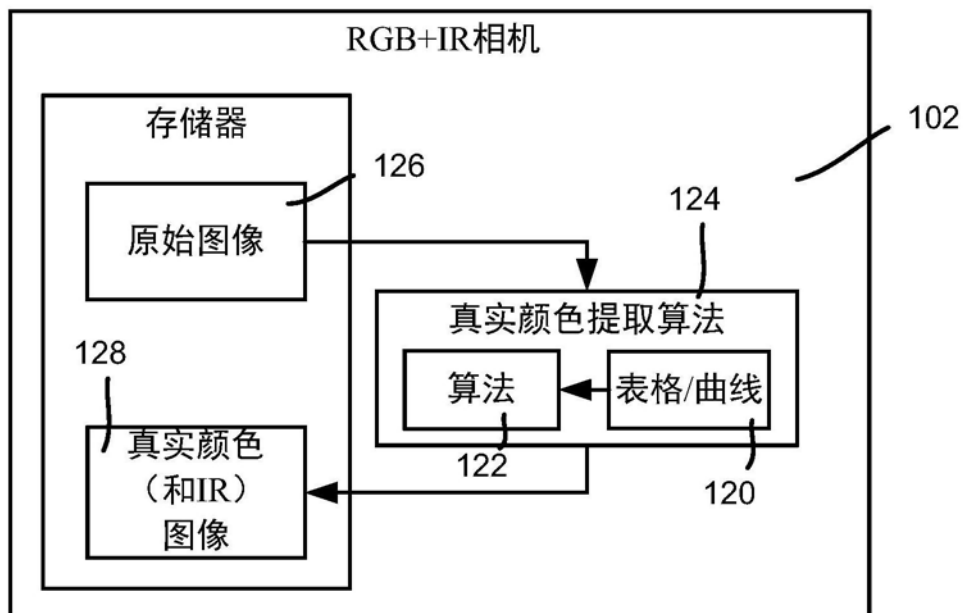 RGB+IR相机
存储器
102
126
原始图像
124
真实颜色提取算法
算法
表格/曲线
122
120
128
真实颜色
（和IR）
图像